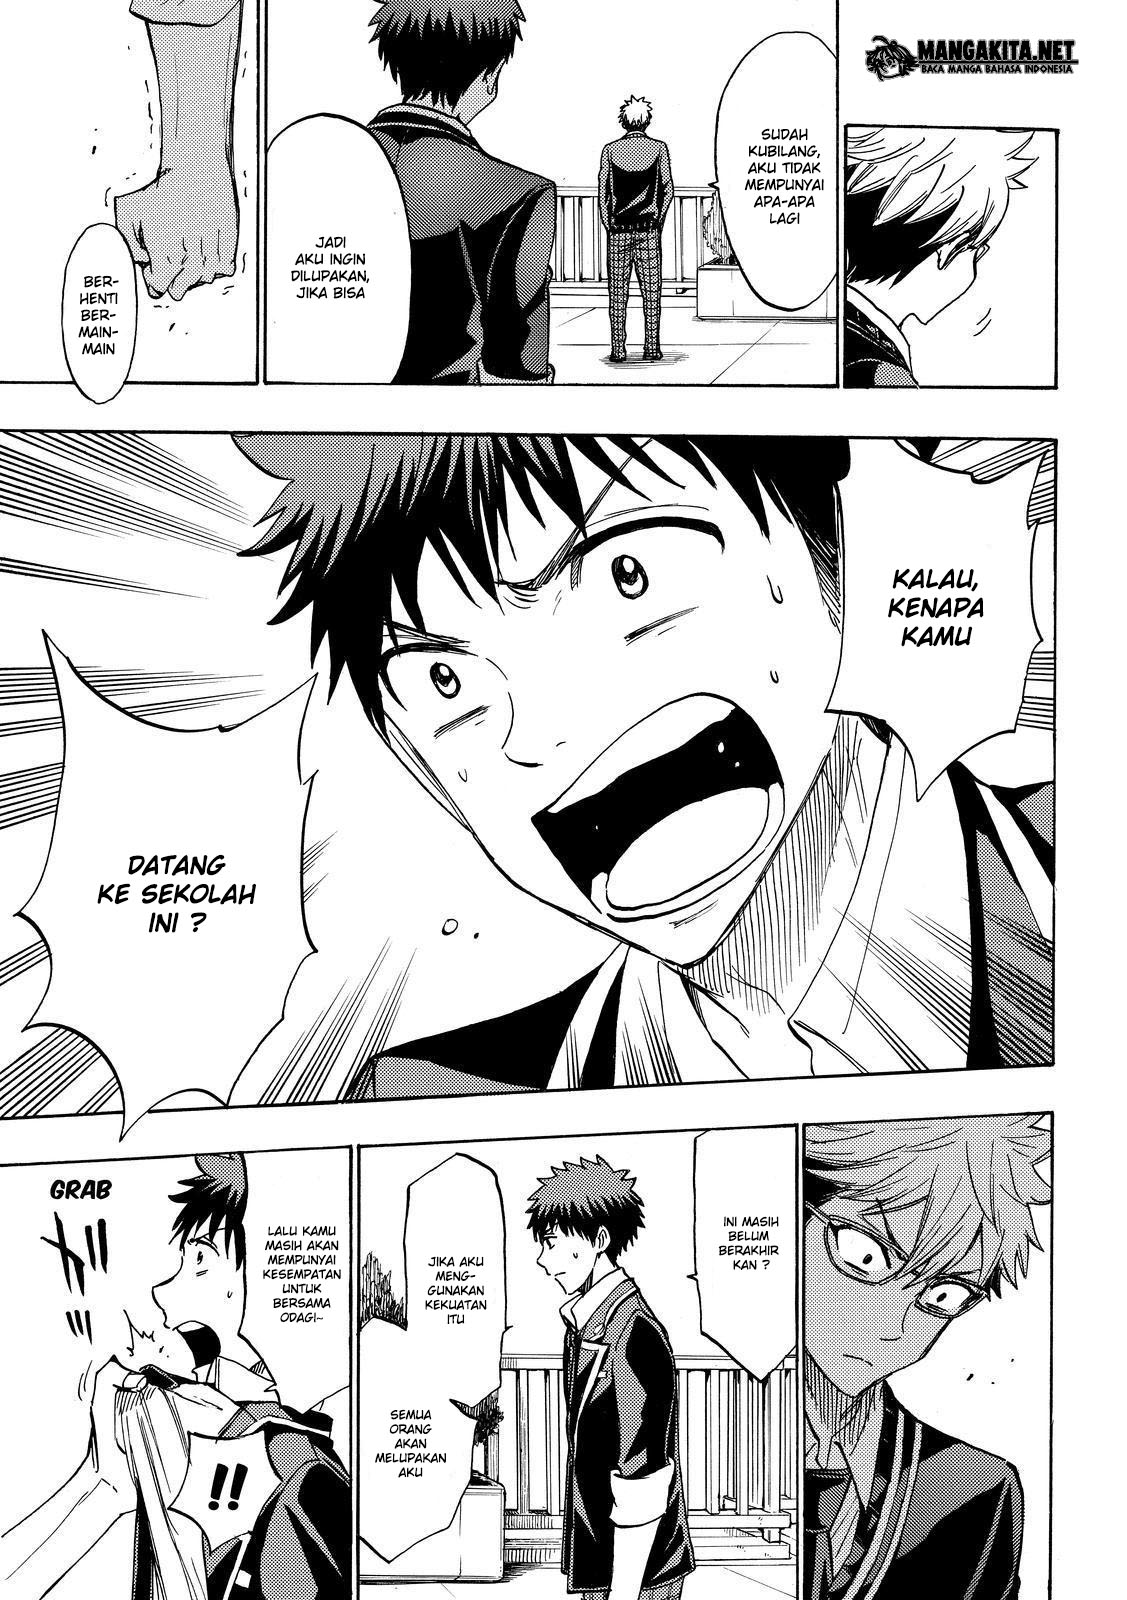 MANGAKITA.NET
BACA MANGA BAHASA INDONESIA
SUDAH
KUBILANG,
AKU TIDAK
MEMPUNYAI
APA-APA
LAGI
JADI
AKU INGIN
DILUPAKAN,
JIKA BISA
BER-
HENTI
BER-
MAIN-
MAIN
KALAU,
KENAPA
KAMU
DATANG
KE SEKOLAH
INI ?
INI MASIH
BELUM
BERAKHIR
KAN ?
JIKA AKU
MENG-
GUNAKAN
KEKUATAN
ITU
SEMUA
ORANG
AKAN
MELUPAKAN
AKU
LALU KAMU
MASIH AKAN
MEMPUNYAI
KESEMPATAN
UNTUK
BERSAMA
ODAGI~
GRAB
ガ!!
!!